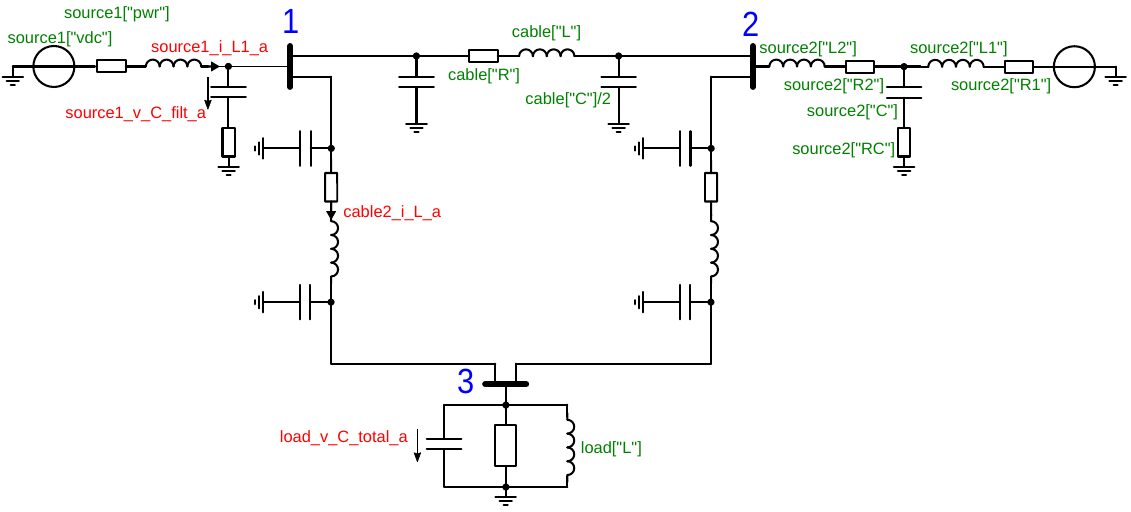 source1["pwr"]
1
2
source1["vdc"]
source1_i_L1_a
cable["L"]
source2["L2"]
source2["L1"]
cable["R"]
source2["R2"]
source2["R1"]
cable["C"]/2
source1_v_C_filt_a
source2["C"]
source2["RC"]
cable2_i_L_a
3
load_v_C_total_a
load["L"]